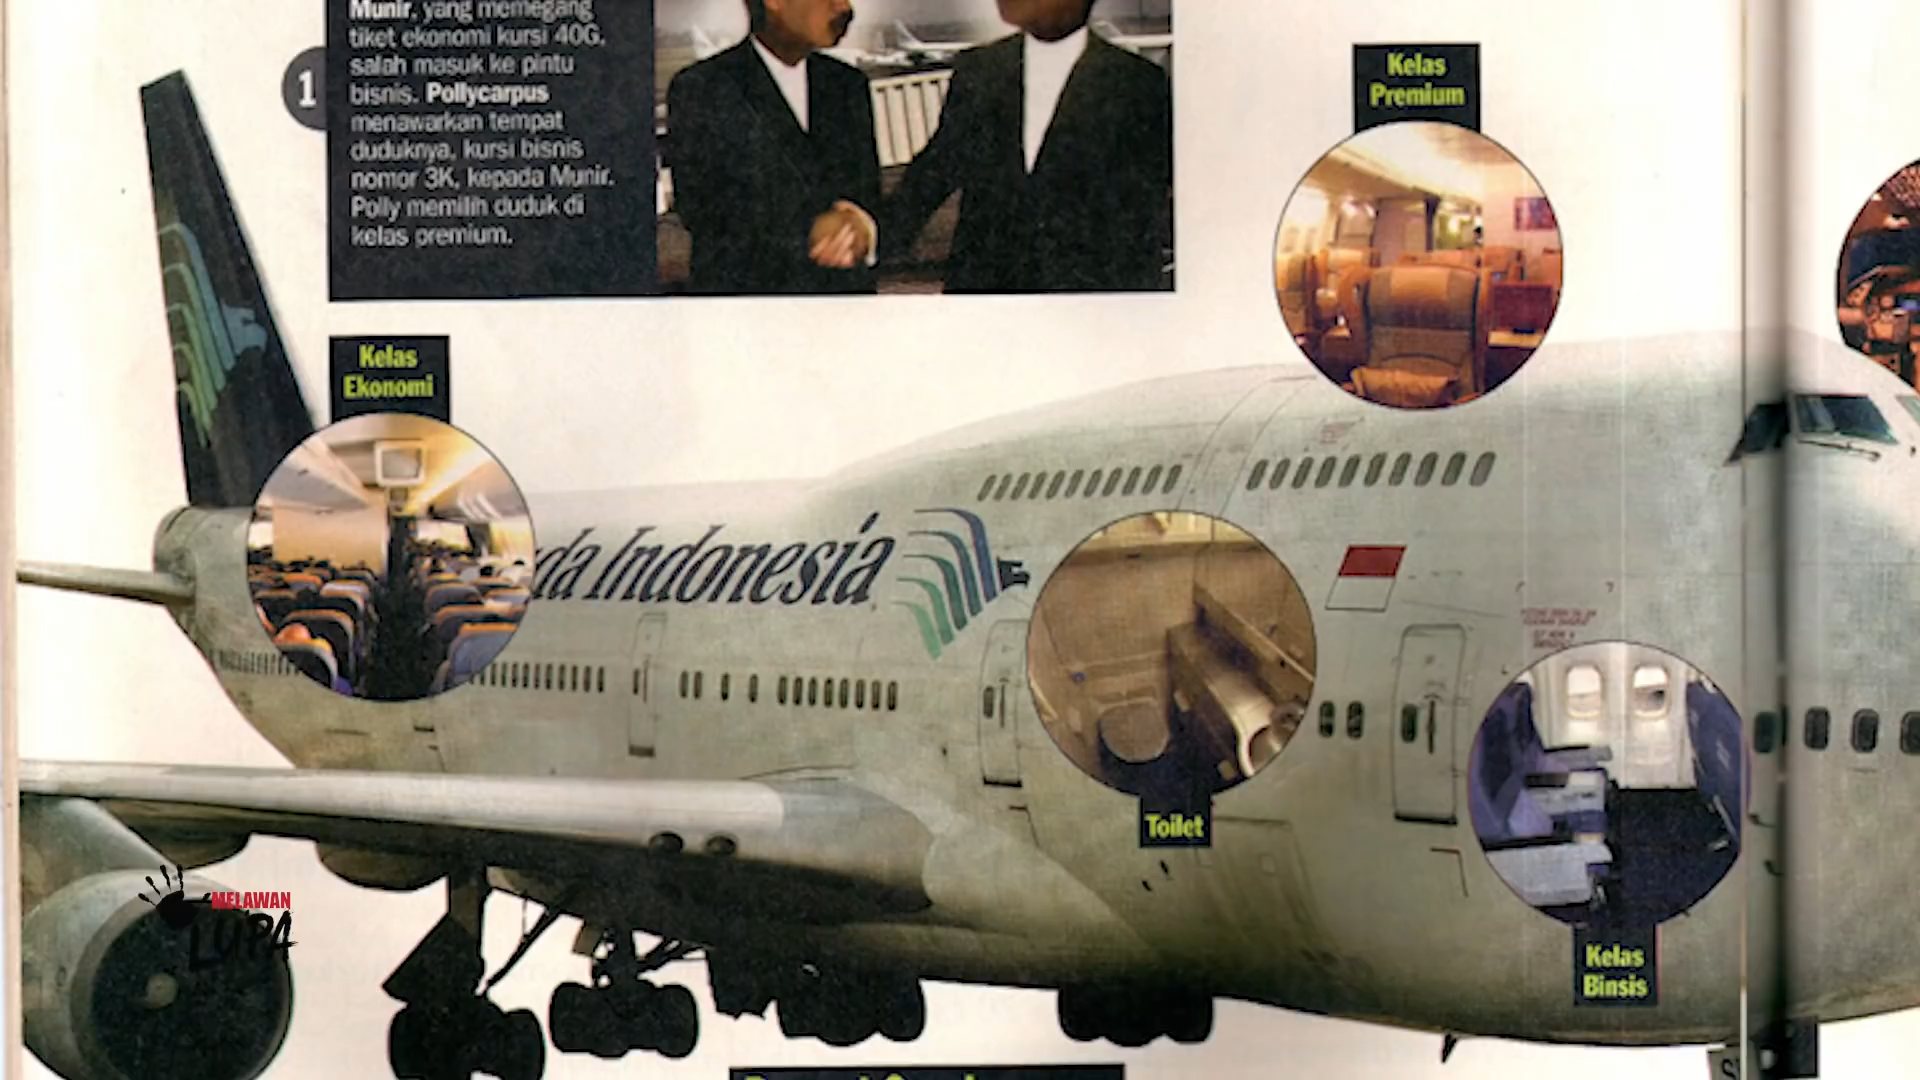 Munir, yang memegang
tiket ekonomi kursi 40G,
salah masuk ke pintu
bisnis. Pollycarpus
menawarkan tempat
duduknya, kursi bisnis
nomor 3K, kepada Munir.
Polly memilih duduk di
kelas premium.
1
Kelas
Premium
Kelas
Ekonomi
da Indonesia
Toilet
Kelas
Binsis
MELAWAN
LUPA